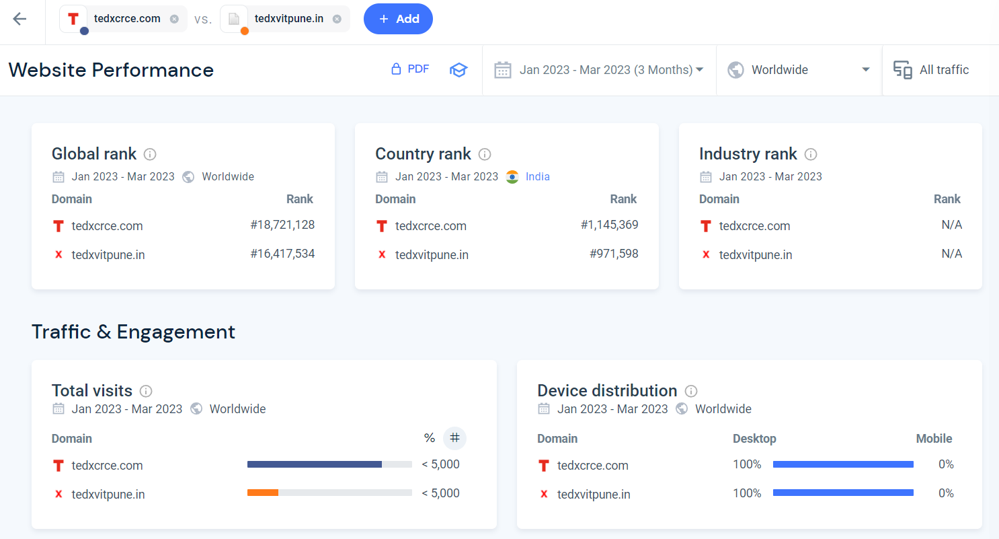 tedxcrce.com vs. tedxvitpune.in + Add
Website Performance PDF Jan 2023 - Mar 2023 (3 Months) Worldwide All traffic
Global rank
Jan 2023 - Mar 2023 Worldwide
Domain Rank
tedxcrce.com #18,721,128
tedxvitpune.in #16,417,534
Country rank
Jan 2023 - Mar 2023 India
Domain Rank
tedxcrce.com #1,145,369
tedxvitpune.in #971,598
Industry rank
Jan 2023 - Mar 2023
Domain Rank
tedxcrce.com N/A
tedxvitpune.in N/A
Traffic & Engagement
Total visits
Jan 2023 - Mar 2023 Worldwide
Domain % #
tedxcrce.com < 5,000
tedxvitpune.in < 5,000
Device distribution
Jan 2023 - Mar 2023 Worldwide
Domain Desktop Mobile
tedxcrce.com 100% 0%
tedxvitpune.in 100% 0%